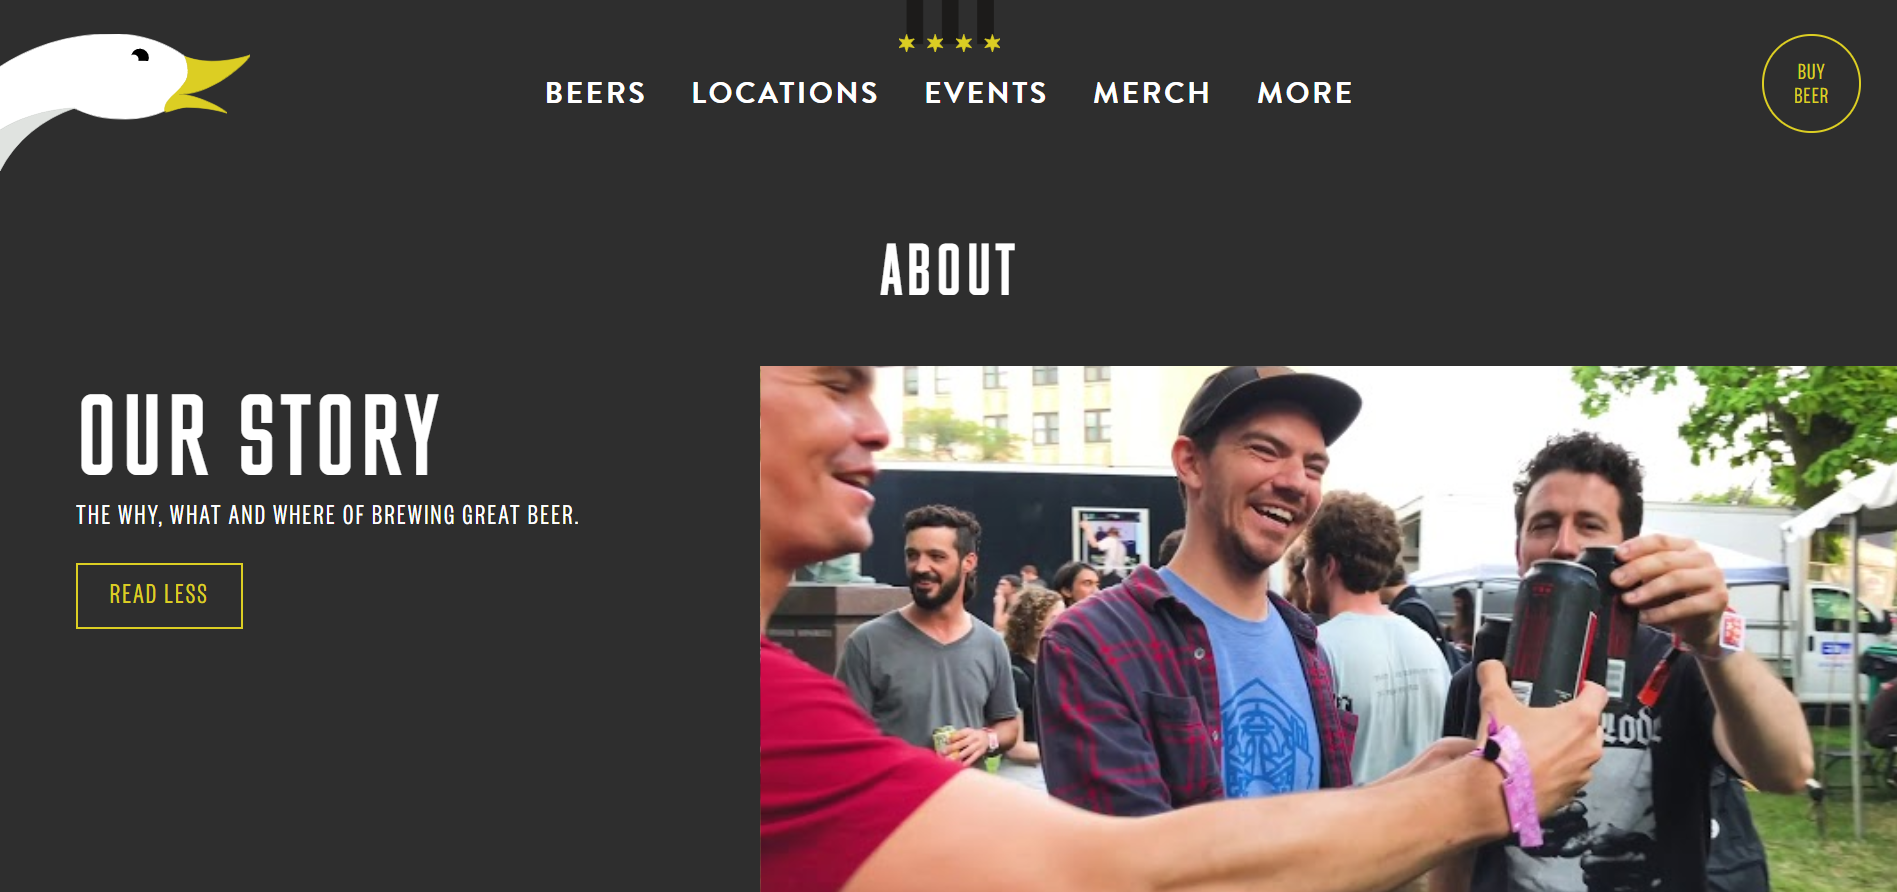 BEERS LOCATIONS EVENTS MERCH MORE
BUY
BEER
ABOUT
OUR STORY
THE WHY, WHAT AND WHERE OF BREWING GREAT BEER.
READ LESS